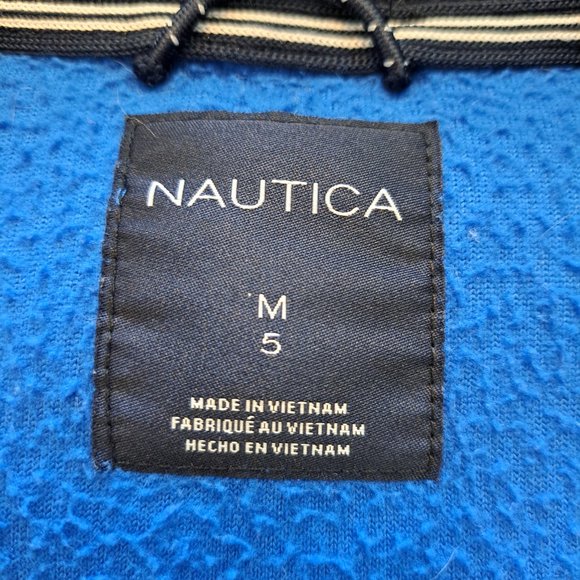 NAUTICA
M
5
MADE IN VIETNAM
FABRIQUÉ AU VIETNAM
HECHO EN VIETNAM